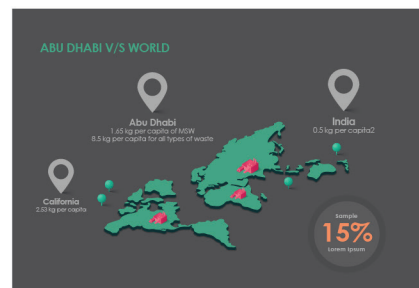 ABU DHABI V/S WORLD
Abu Dhabi
1.65 kg per capita of MSW
8.5 kg per capita for all types of waste
India
0.5 kg per capita2
California
2.53 kg per capita
Sample
15%
Lorem Ipsum